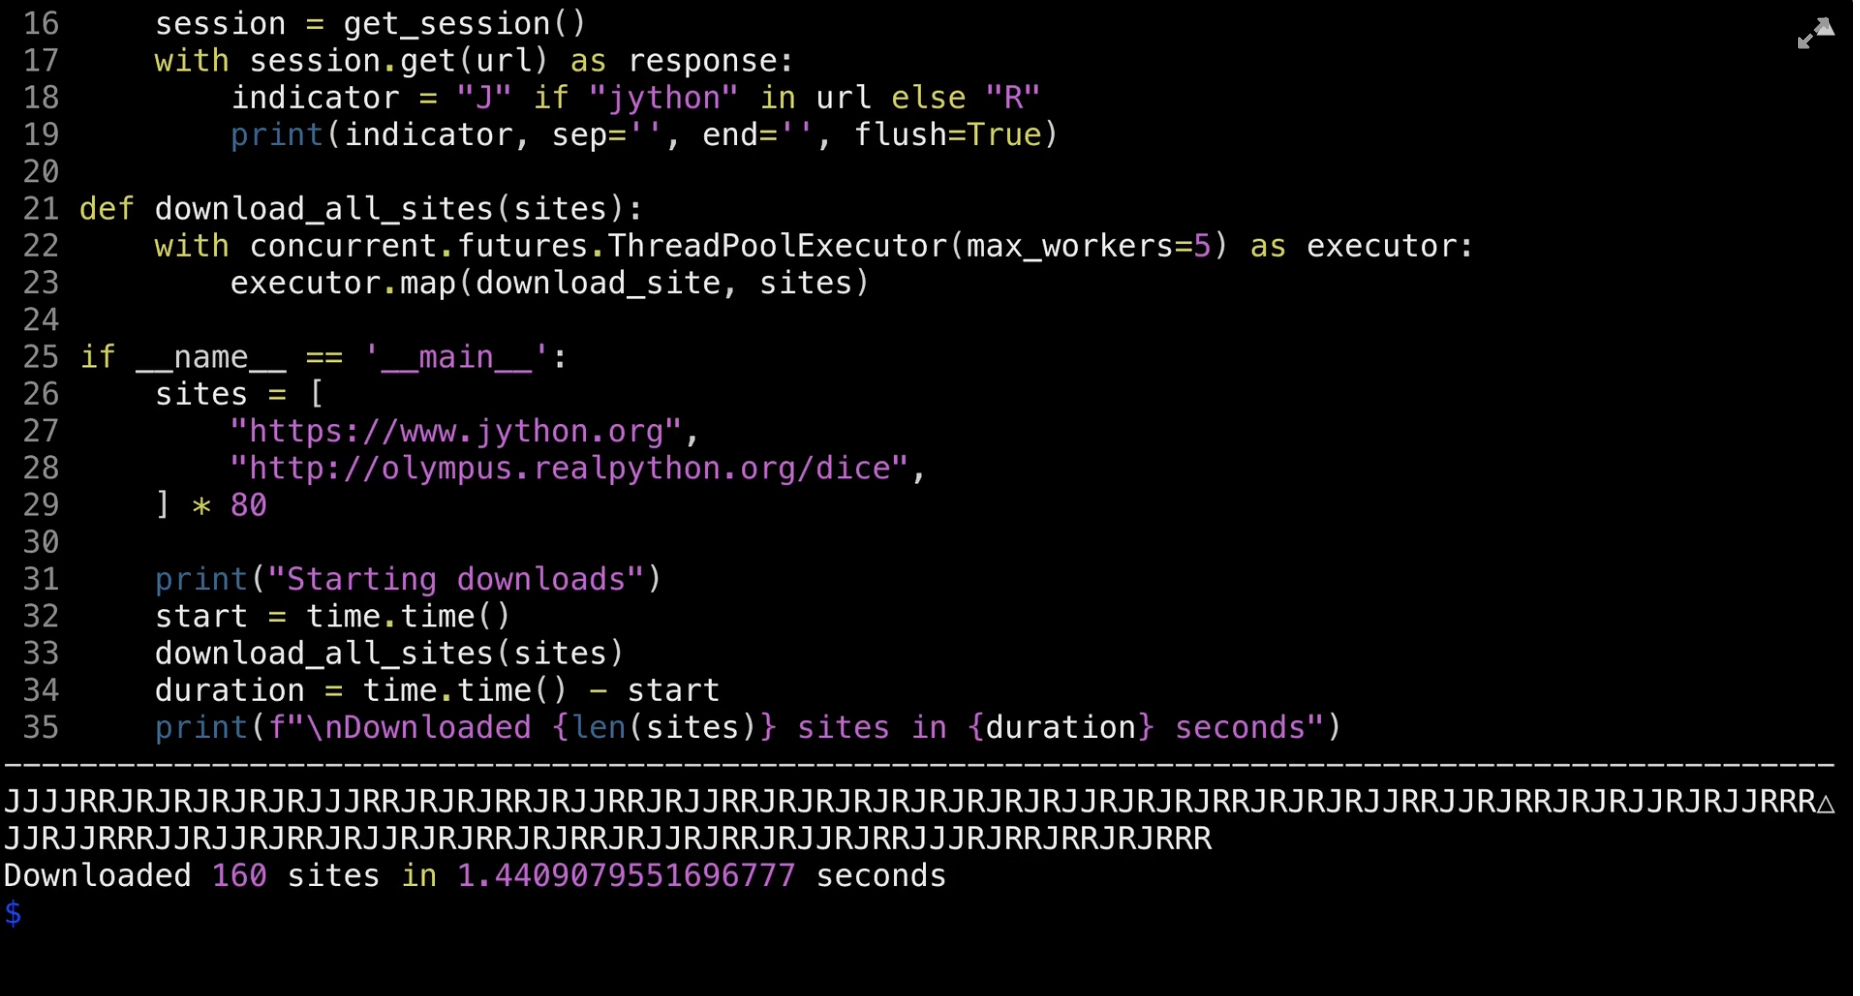 16     session = get_session()
17     with session.get(url) as response:
18         indicator = "J" if "jython" in url else "R"
19         print(indicator, sep='', end='', flush=True)
20
21 def download_all_sites(sites):
22     with concurrent.futures.ThreadPoolExecutor(max_workers=5) as executor:
23         executor.map(download_site, sites)
24
25 if __name__ == '__main__':
26     sites = [
27         "https://www.jython.org",
28         "http://olympus.realpython.org/dice",
29     ] * 80
30
31     print("Starting downloads")
32     start = time.time()
33     download_all_sites(sites)
34     duration = time.time() - start
35     print(f"\nDownloaded {len(sites)} sites in {duration} seconds")
JJJJRRJRJRJRJRJRJJJRRJRJRJRRJRJJRRJRJJRRJRJRJRJRJRJRJRJRJJRJRJRJRRJRJRJRJJRRJJRJRRJRJRJJRJRJJRRR
JJRJJRRRJJRJJRJRRJRJJRJRJRRJRJRRJRJJRJRRJRJJRJRRJJJRJRRJRRJRJRRR
Downloaded 160 sites in 1.4409079551696777 seconds
$